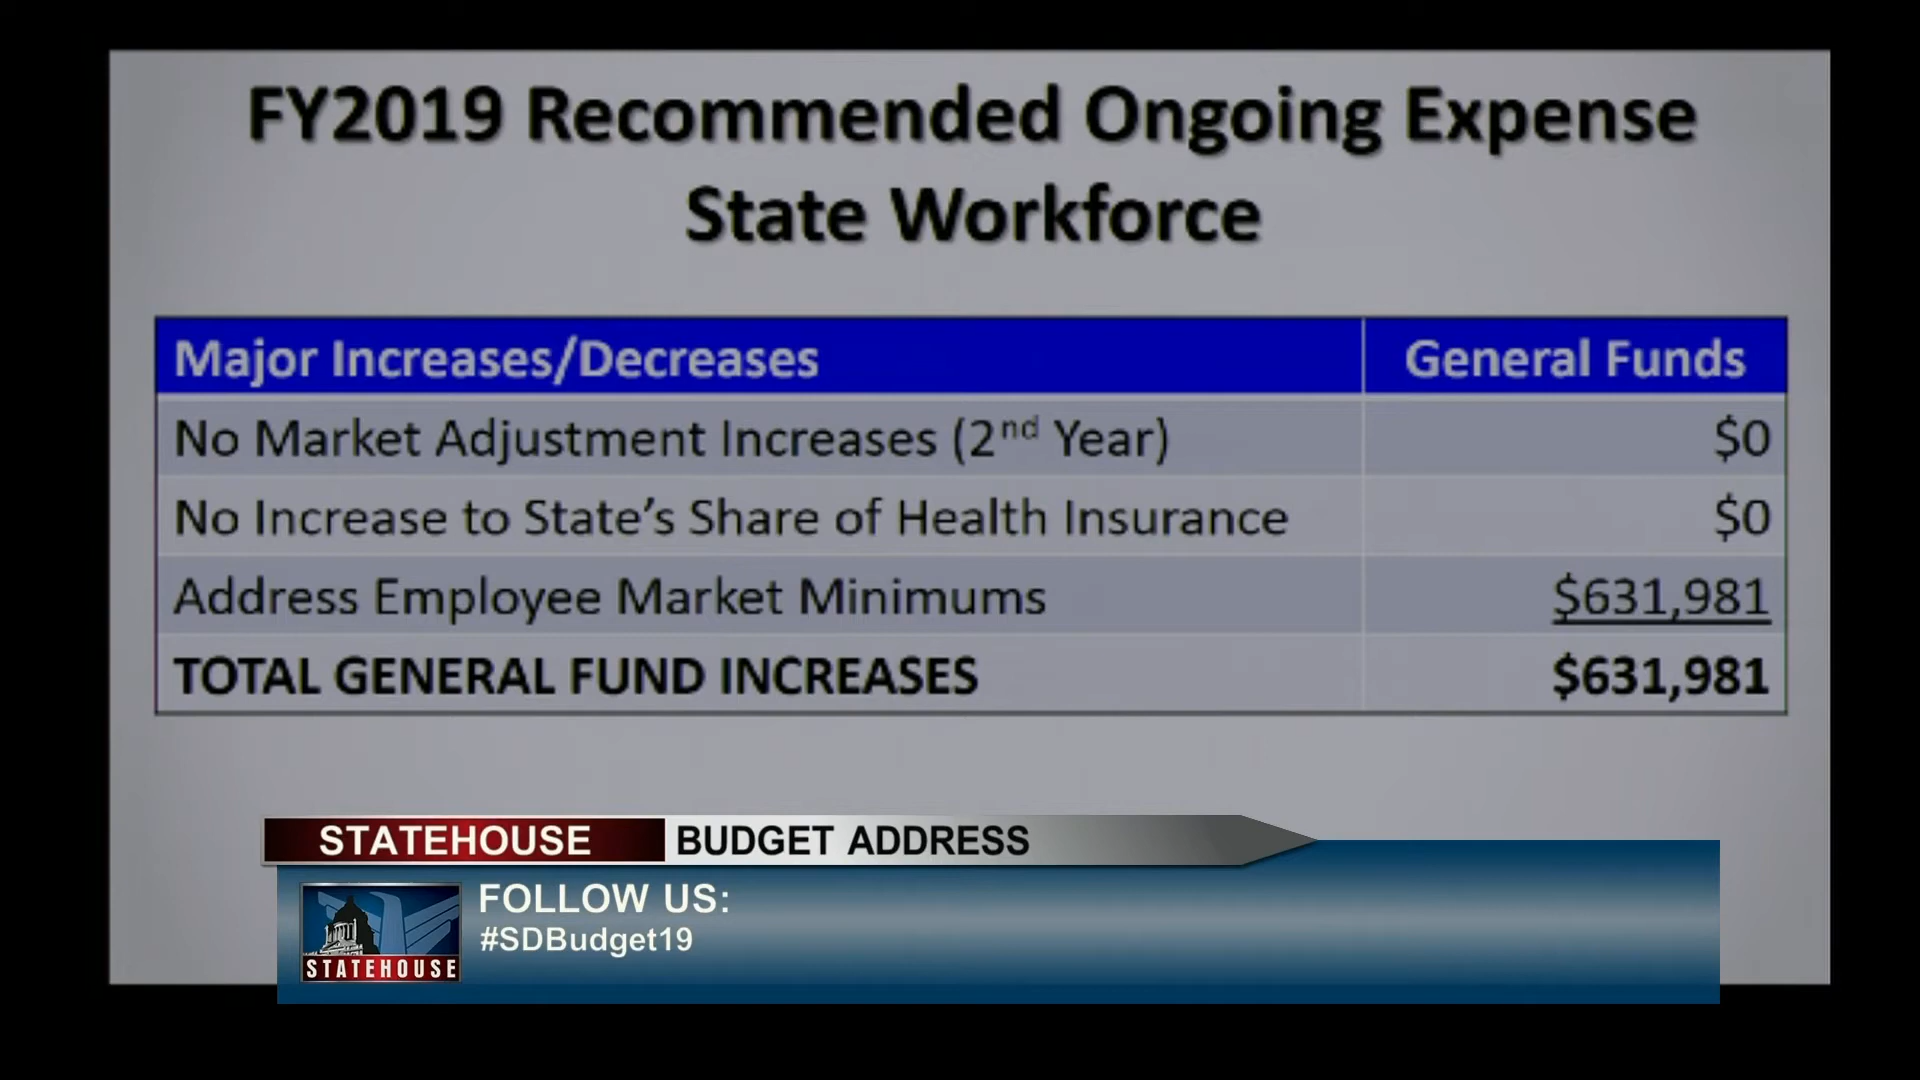 FY2019 Recommended Ongoing Expense
State Workforce
Major Increases/Decreases General Funds
No Market Adjustment Increases (2nd Year) $0
No Increase to State’s Share of Health Insurance $0
Address Employee Market Minimums $631,981
TOTAL GENERAL FUND INCREASES $631,981
STATEHOUSE BUDGET ADDRESS
FOLLOW US:
#SDBudget19
STATEHOUSE